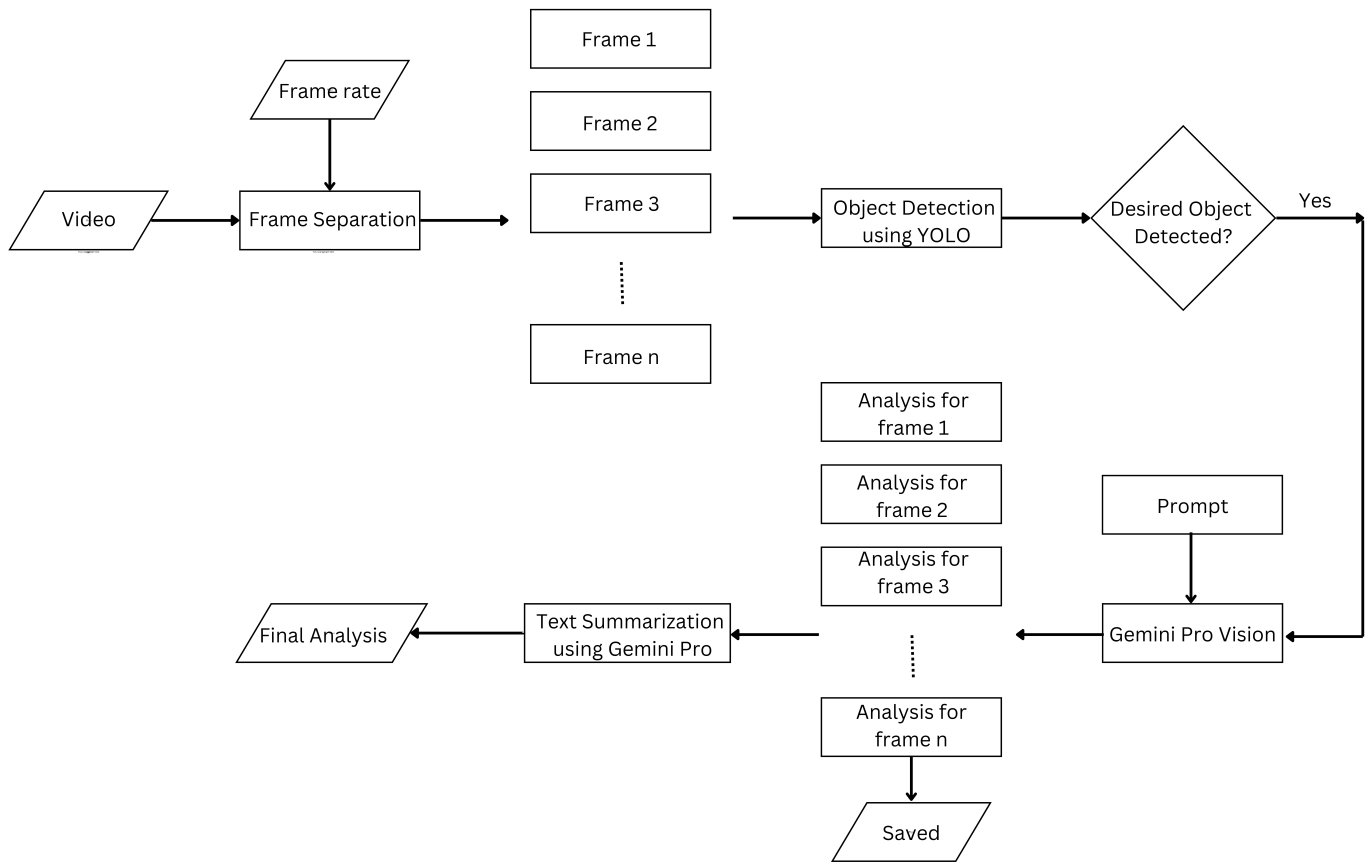 Frame 1
Frame rate
Frame 2
Video
Frame Separation
Frame 3
Object Detection
using YOLO
Desired Object
Detected?
Yes
Frame n
Analysis for
frame 1
Analysis for
frame 2
Prompt
Analysis for
frame 3
Gemini Pro Vision
Text Summarization
using Gemini Pro
Final Analysis
Analysis for
frame n
Saved